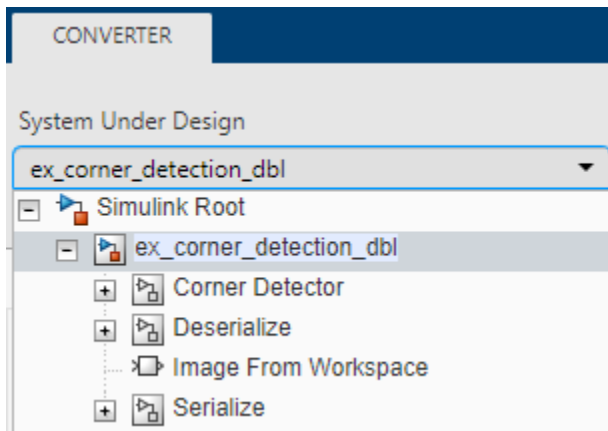 CONVERTER
System Under Design
ex_corner_detection_dbl
Simulink Root
ex_corner_detection_dbl
Corner Detector
Deserialize
Image From Workspace
Serialize